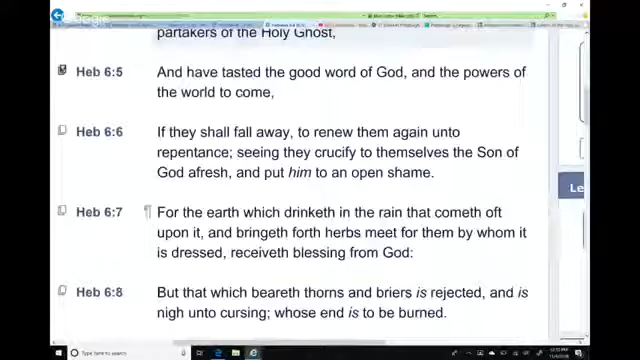 partakers of the Holy Ghost,
Heb 6:5 And have tasted the good word of God, and the powers of
the world to come,
Heb 6:6 If they shall fall away, to renew them again unto
repentance; seeing they crucify to themselves the Son of
God afresh, and put him to an open shame.
Heb 6:7 ¶ For the earth which drinketh in the rain that cometh oft
upon it, and bringeth forth herbs meet for them by whom it
is dressed, receiveth blessing from God:
Le
Heb 6:8 But that which beareth thorns and briers is rejected, and is
nigh unto cursing; whose end is to be burned.
Type here to search